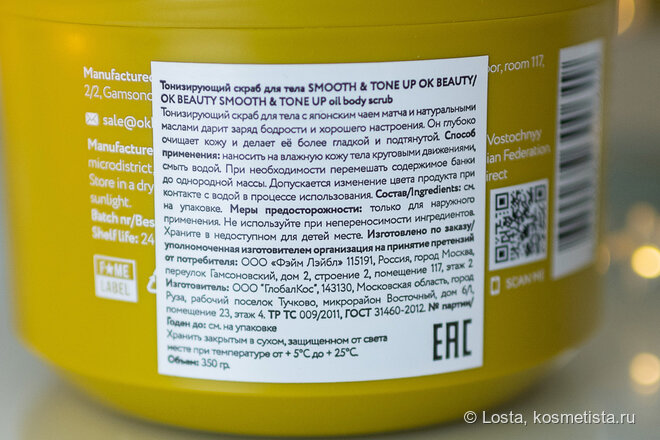 Manufactured
2/2, Gamsono
sales@ok
Manufactu
microdistrict,
Store in a dry
sunlight.
Batch nr/Bes
Shelf life: 24
F★ME
LABEL
Тонизирующий скраб для тела SMOOTH & TONE UP OK BEAUTY/
OK BEAUTY SMOOTH & TONE UP oil body scrub
Тонизирующий скраб для тела с японским чаем матча и натуральными
маслами дарит заряд бодрости и хорошего настроения. Он глубоко
очищает кожу и делает её более гладкой и подтянутой. Способ
применения: наносить на влажную кожу тела круговыми движениями,
смыть водой. При необходимости перемешать содержимое банки
до однородной массы. Допускается изменение цвета продукта при
контакте с водой в процессе использования. Состав/Ingredients: см.
на упаковке. Меры предосторожности: только для наружного
применения. Не используйте при непереносимости ингредиентов.
Хранить в недоступном для детей месте. Изготовлено по заказу/
уполномоченная изготовителем организация на принятие претензий
от потребителя: ООО «Фэйм Лэйбл» 115191, Россия, город Москва,
переулок Гамсоновский, дом 2, строение 2, помещение 117, этаж 2
Изготовитель: ООО "ГлобалКос", 143130, Московская область, город
Руза, рабочий поселок Тучково, микрорайон Восточный, дом 6/1,
помещение 23, этаж 4. ТР ТС 009/2011, ГОСТ 31460-2012. № партии/
Годен до: см. на упаковке
Хранить закрытым в сухом, защищенном от света
месте при температуре от + 5°C до + 25°C.
Объем: 350 гр.
EAC
oor, room 117,
Vostochnyy
ian Federation
irect
SCAN ME
© Losta, kosmetista.ru